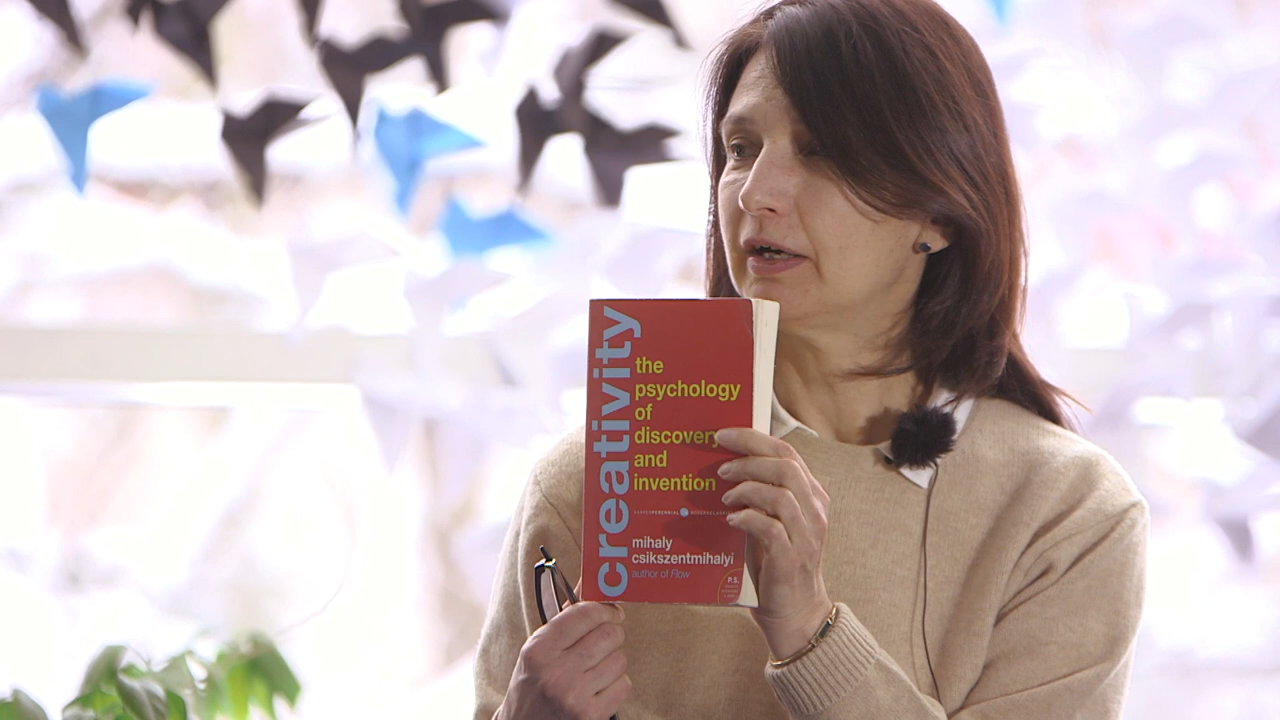 creativity
the
psychology
of
discovery
and
invention
mihaly
csikszentmihalyi
author of Flow
P.S.